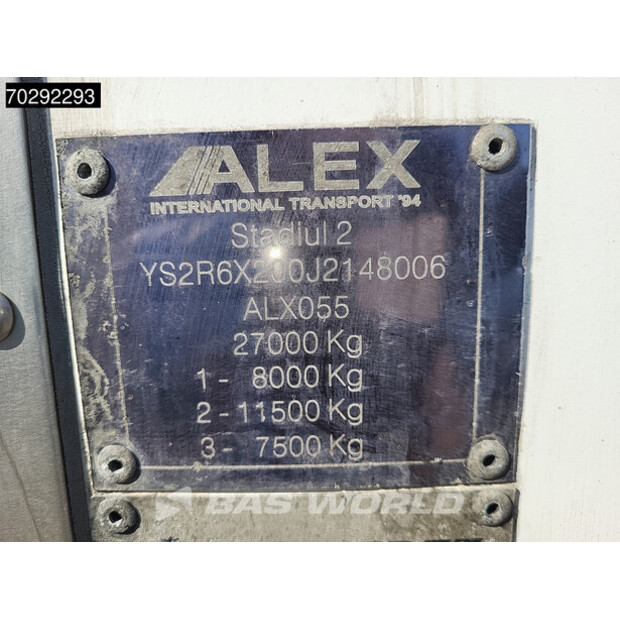 70292293
ALEX
INTERNATIONAL TRANSPORT '94
Stadiul 2
YS2R6X200J2148006
ALX055
27000 Kg
1 - 8000 Kg
2 - 11500 Kg
3 - 7500 Kg
BAS WORLD